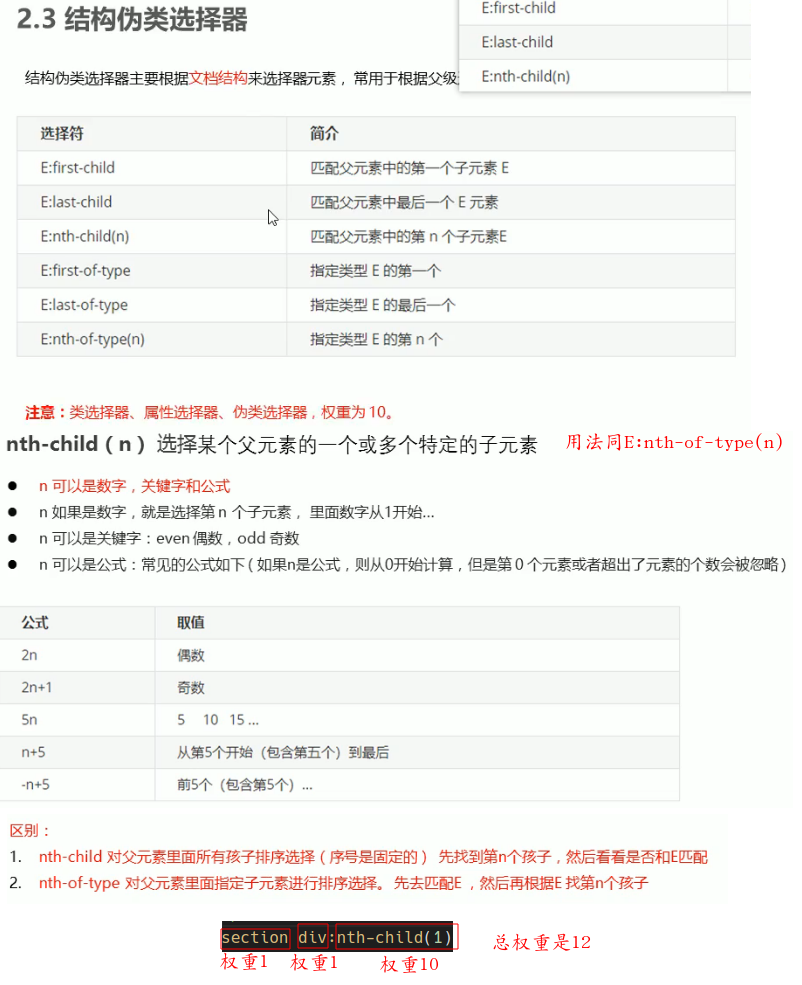 2.3 结构伪类选择器
E:first-child
E:last-child
E:nth-child(n)
结构伪类选择器主要根据文档结构来选择器元素，常用于根据父级
选择符 简介
E:first-child 匹配父元素中的第一个子元素 E
E:last-child 匹配父元素中最后一个 E 元素
E:nth-child(n) 匹配父元素中的第 n 个子元素E
E:first-of-type 指定类型 E 的第一个
E:last-of-type 指定类型 E 的最后一个
E:nth-of-type(n) 指定类型 E 的第 n 个
注意：类选择器、属性选择器、伪类选择器，权重为 10。
nth-child（n）选择某个父元素的一个或多个特定的子元素 用法同E:nth-of-type(n)
● n 可以是数字，关键字和公式
● n 如果是数字，就是选择第 n 个子元素， 里面数字从1开始...
● n 可以是关键字：even 偶数，odd 奇数
● n 可以是公式：常见的公式如下 ( 如果n是公式，则从0开始计算，但是第 0 个元素或者超出了元素的个数会被忽略 )
公式 取值
2n 偶数
2n+1 奇数
5n 5 10 15 ...
n+5 从第5个开始（包含第五个）到最后
-n+5 前5个（包含第5个）...
区别：
1. nth-child 对父元素里面所有孩子排序选择（序号是固定的） 先找到第n个孩子，然后看看是否和E匹配
2. nth-of-type 对父元素里面指定子元素进行排序选择。 先去匹配E ，然后再根据E 找第n个孩子
section div:nth-child(1) 总权重是12
权重1 权重1 权重10